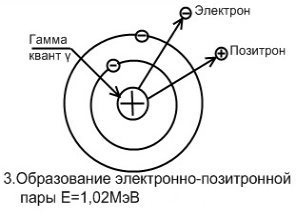 Электрон
Гамма
квант γ
Позитрон
3.Образование электронно-позитронной
пары E=1,02МэВ